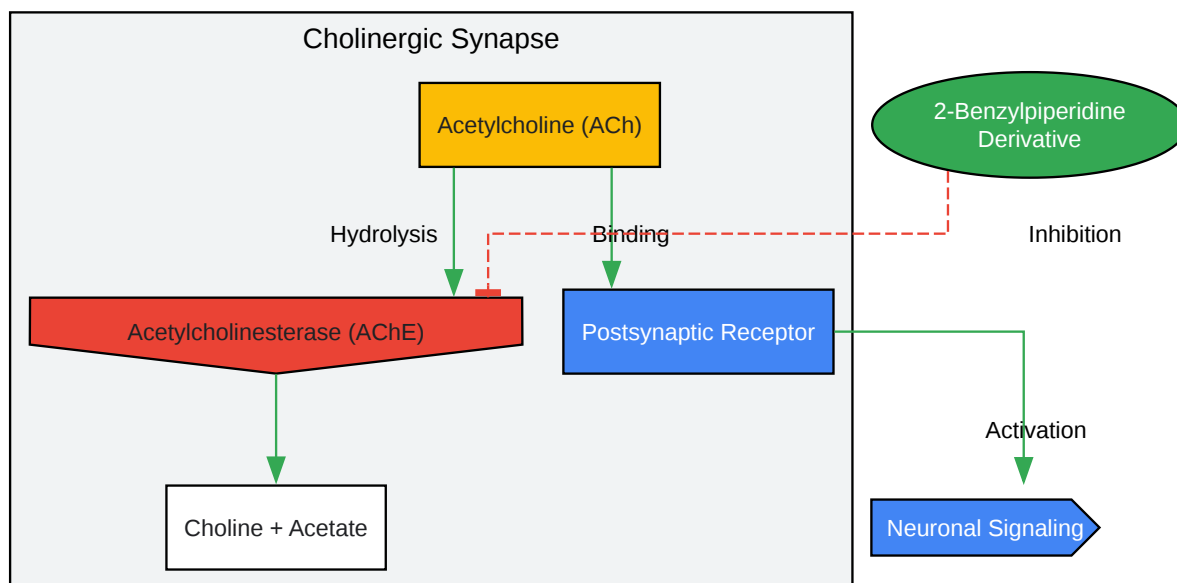 Cholinergic Synapse
Acetylcholine (ACh)
2-Benzylpiperidine
Derivative
Hydrolysis
Binding
Inhibition
Acetylcholinesterase (AChE)
Postsynaptic Receptor
Activation
Choline + Acetate
Neuronal Signaling